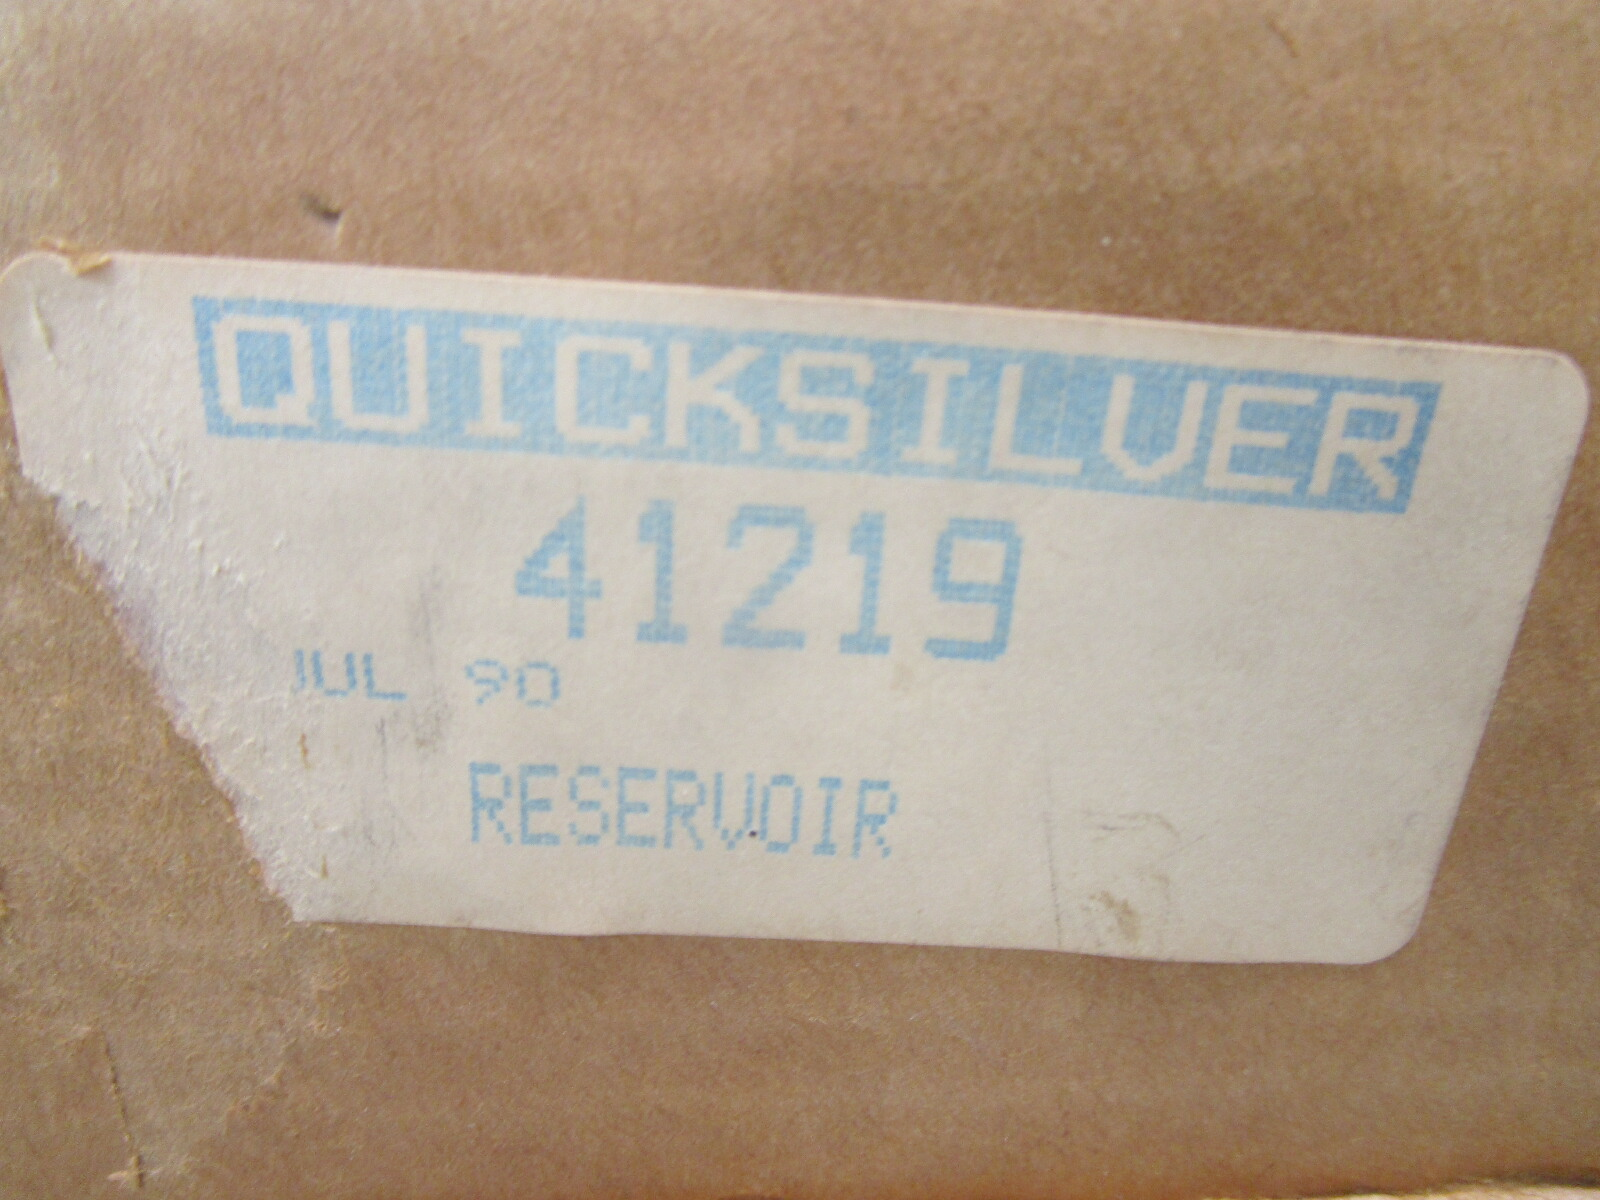 QUICKSILVER
41219
JUL 90
RESERVOIR